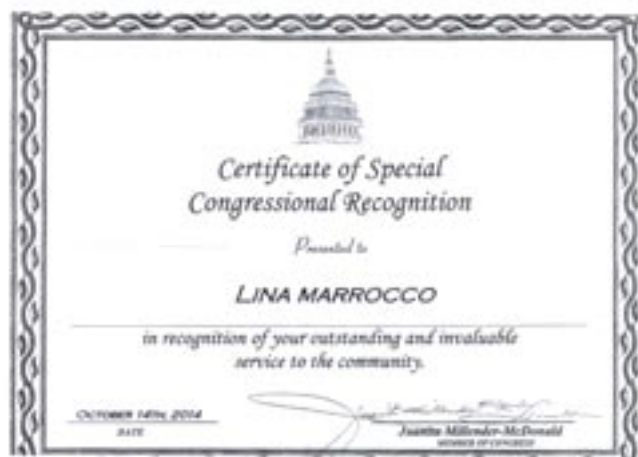 Certificate of Special
Congressional Recognition
Presented to
LINA MARROCCO
in recognition of your outstanding and invaluable
service to the community.
OCTOBER 14TH, 2014
DATE
Juanita Millender-McDonald
MEMBER OF CONGRESS